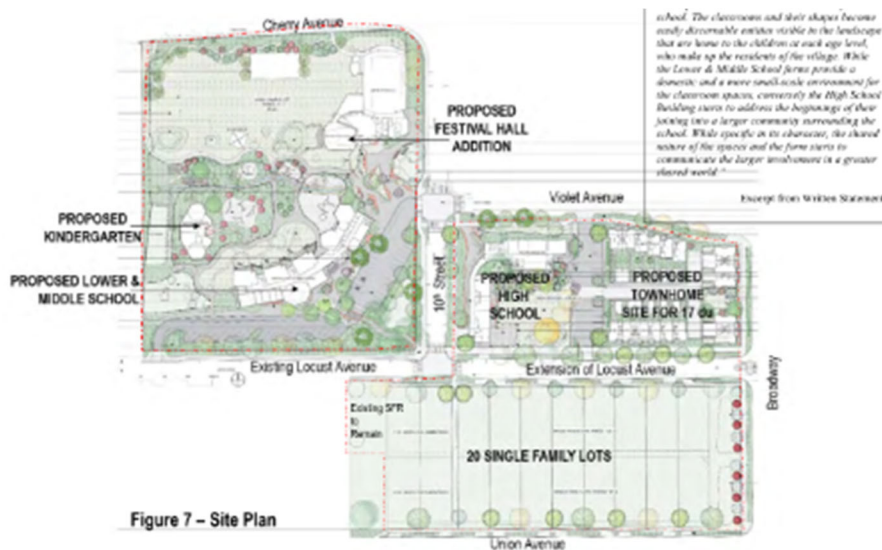 school. The classrooms and their shapes become
easily discernable entities visible in the landscape
that are home to the children at each age level,
who make up the residents of the village. While
the Lower & Middle School forms provide a
domestic and a more small-scale environment for
the classroom spaces, conversely the High School
Building starts to address the beginnings of their
joining into a larger community surrounding the
school. While specific in its character, the shared
nature of the spaces and the form starts to
communicate the larger involvement in a greater
shared world."
Excerpt from Written Statement
Cherry Avenue
PROPOSED
FESTIVAL HALL
ADDITION
PROPOSED
KINDERGARTEN
PROPOSED LOWER &
MIDDLE SCHOOL
Violet Avenue
10th Street
PROPOSED
HIGH
SCHOOL
PROPOSED
TOWNHOME
SITE FOR 17 du
Existing Locust Avenue
Extension of Locust Avenue
Broadway
Existing SFR
to
Remain
20 SINGLE FAMILY LOTS
Figure 7 – Site Plan
Union Avenue